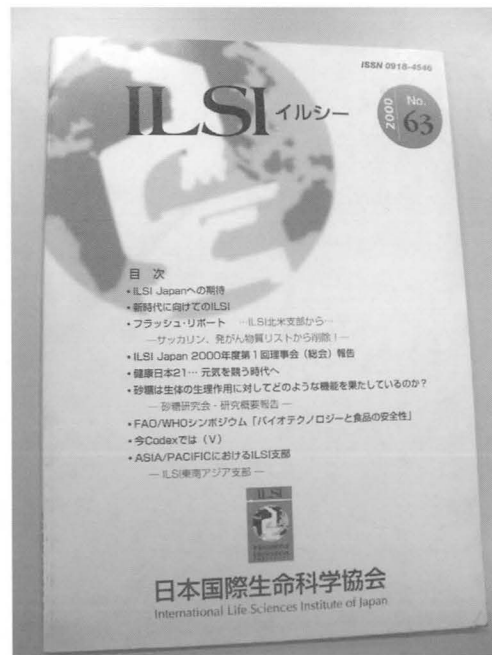 ISSN 0918-4546
ILSI イルシー
2000
No.
63
目 次
• ILSI Japanへの期待
• 新時代に向けてのILSI
• フラッシュ・リポート …ILSI北米支部から…
—サッカリン、発がん物質リストから削除!—
• ILSI Japan 2000年度第1回理事会（総会）報告
• 健康日本21… 元気を競う時代へ
• 砂糖は生体の生理作用に対してどのような機能を果たしているのか？
— 砂糖研究会・研究概要報告 —
• FAO/WHOシンポジウム「バイオテクノロジーと食品の安全性」
• 今Codexでは（V）
• ASIA/PACIFICにおけるILSI支部
— ILSI東南アジア支部 —
ILSI
日本国際生命科学協会
International Life Sciences Institute of Japan